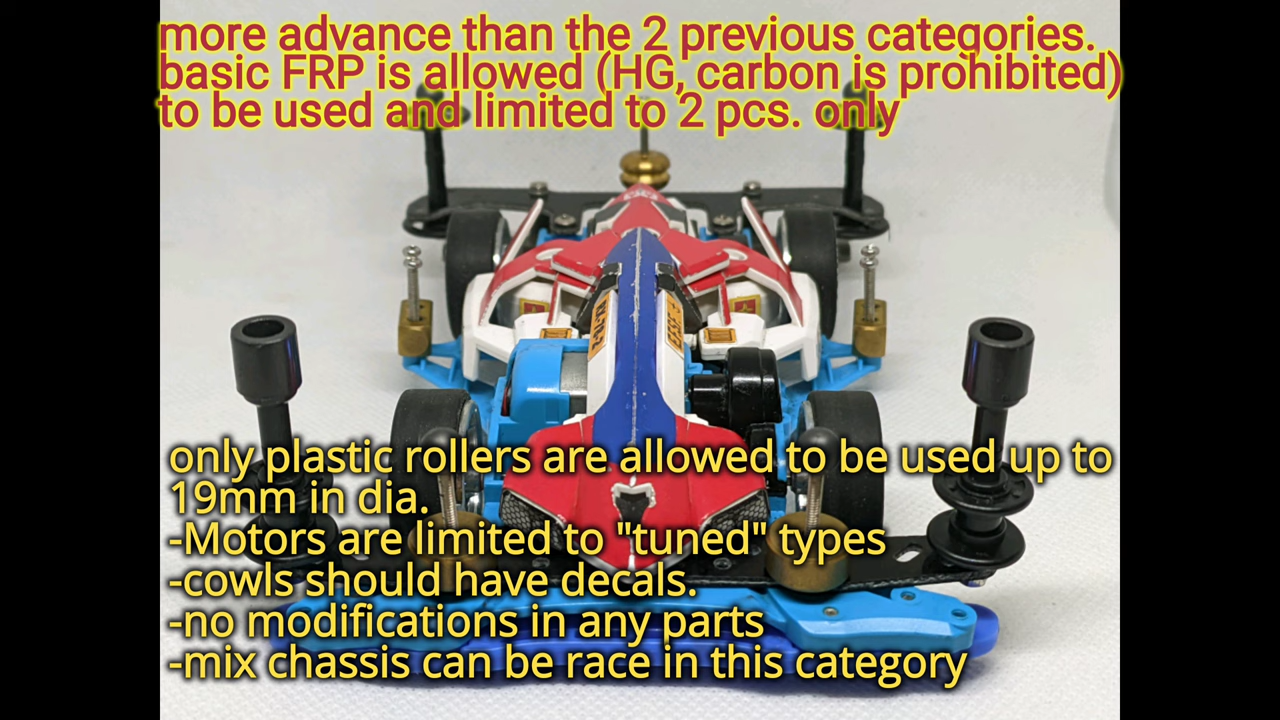 more advance than the 2 previous categories.
basic FRP is allowed (HG, carbon is prohibited)
to be used and limited to 2 pcs. only
only plastic rollers are allowed to be used up to
19mm in dia.
-Motors are limited to "tuned" types
-cowls should have decals.
-no modifications in any parts
-mix chassis can be race in this category